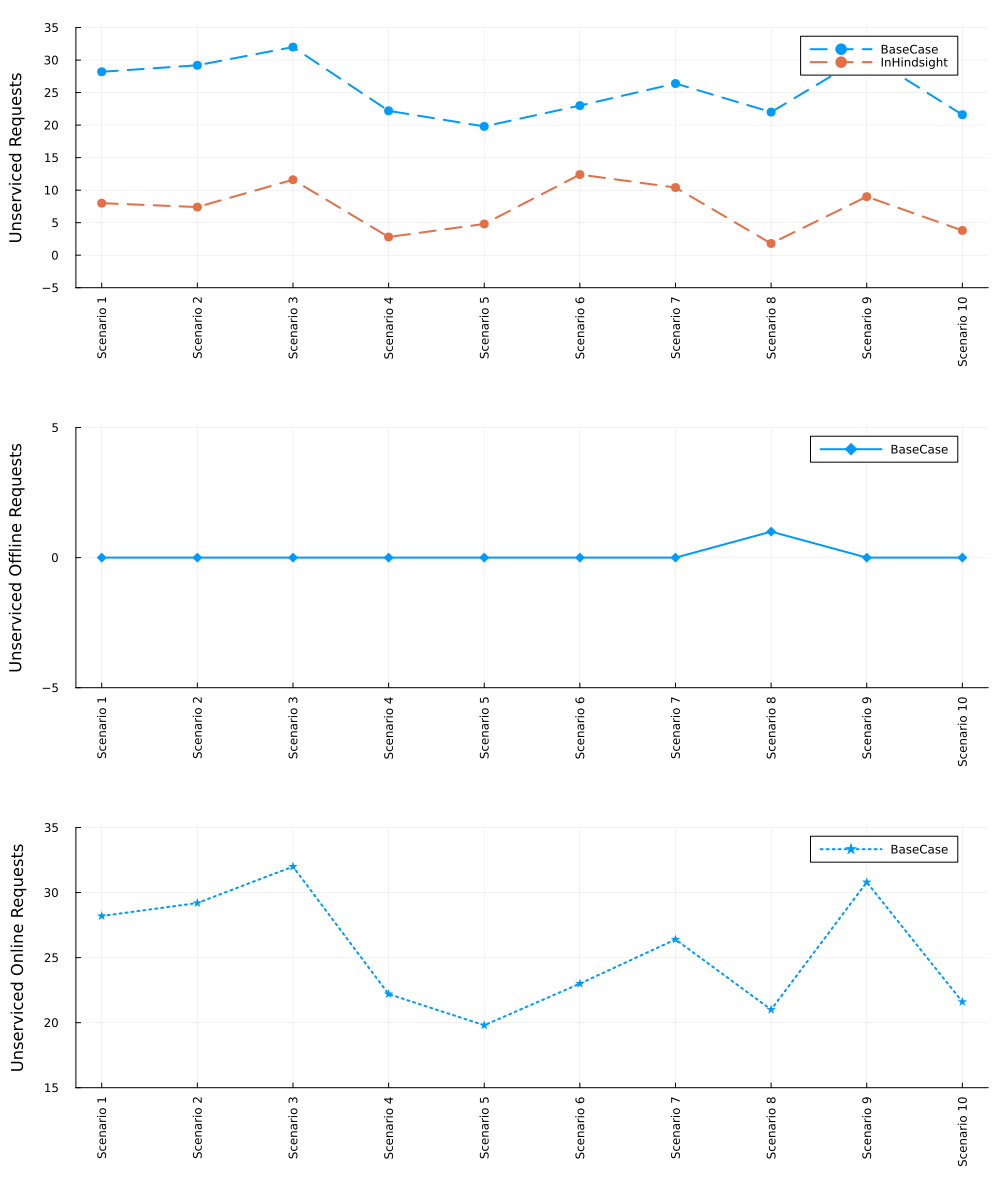 Unserviced Requests
35
30
25
20
15
10
5
0
−5
BaseCase
InHindsight
Scenario 1
Scenario 2
Scenario 3
Scenario 4
Scenario 5
Scenario 6
Scenario 7
Scenario 8
Scenario 9
Scenario 10
Unserviced Offline Requests
5
0
−5
BaseCase
Scenario 1
Scenario 2
Scenario 3
Scenario 4
Scenario 5
Scenario 6
Scenario 7
Scenario 8
Scenario 9
Scenario 10
Unserviced Online Requests
35
30
25
20
15
BaseCase
Scenario 1
Scenario 2
Scenario 3
Scenario 4
Scenario 5
Scenario 6
Scenario 7
Scenario 8
Scenario 9
Scenario 10